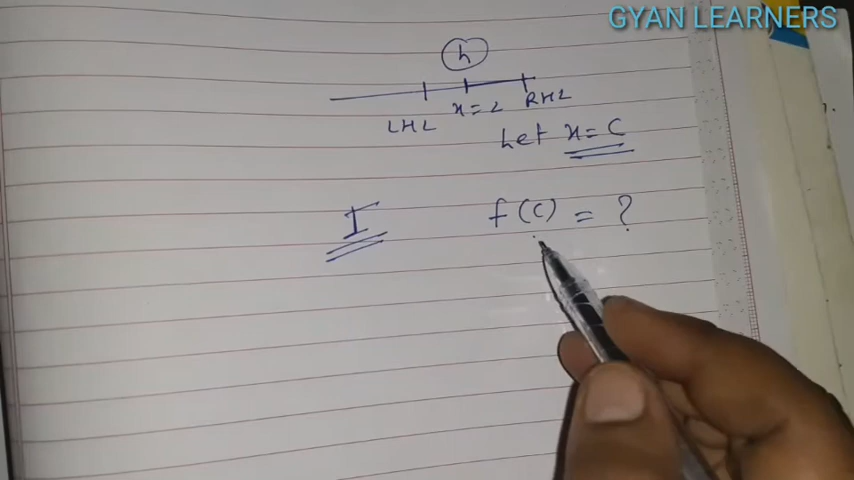 GYAN LEARNERS
h
LHL x = 2 RHL
Let x = C
I f(c) = ?